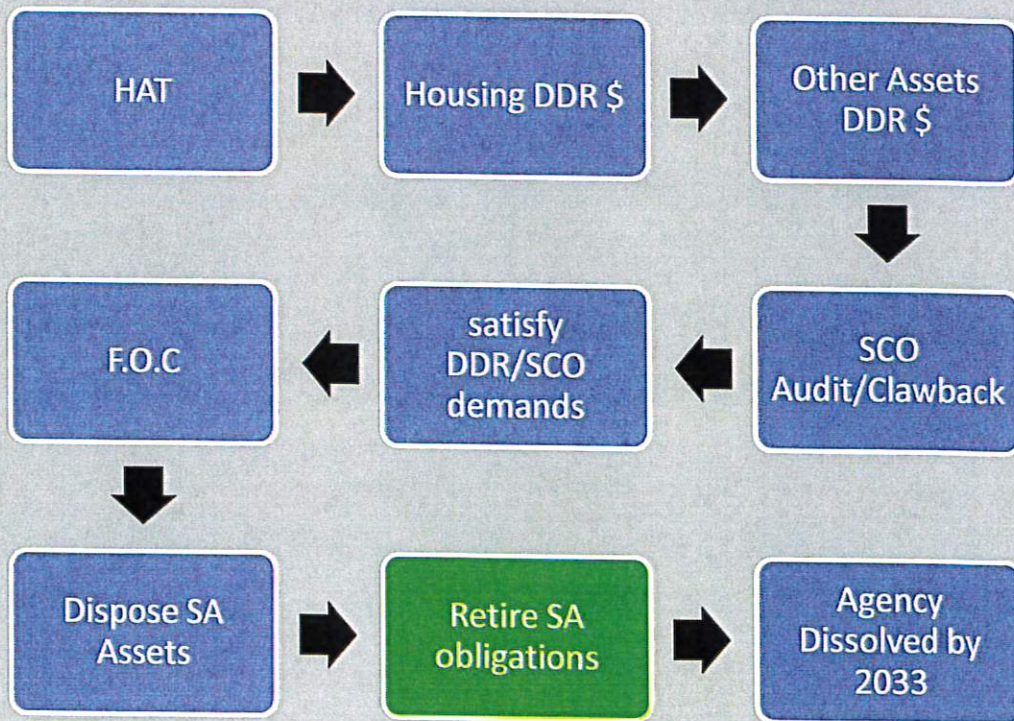 HAT
Housing DDR $
Other Assets
DDR $
SCO
Audit/Clawback
satisfy
DDR/SCO
demands
F.O.C
Dispose SA
Assets
Retire SA
obligations
Agency
Dissolved by
2033